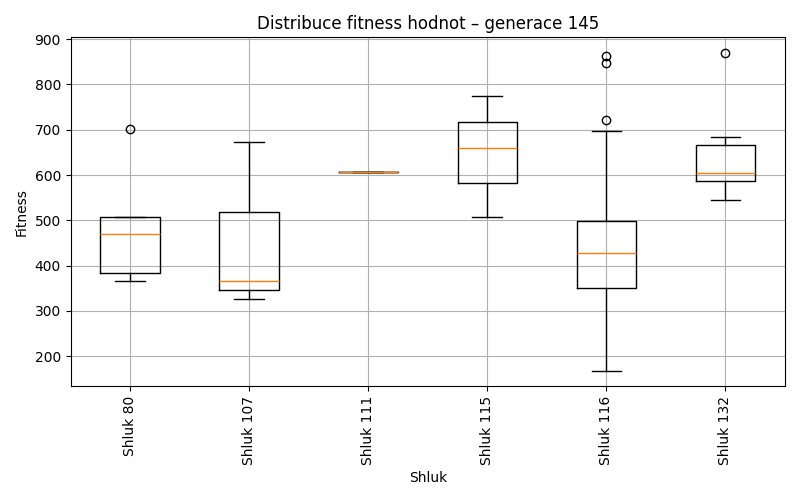 Distribuce fitness hodnot – generace 145
900
800
700
600
500
400
300
200
Fitness
Shluk 80
Shluk 107
Shluk 111
Shluk 115
Shluk 116
Shluk 132
Shluk